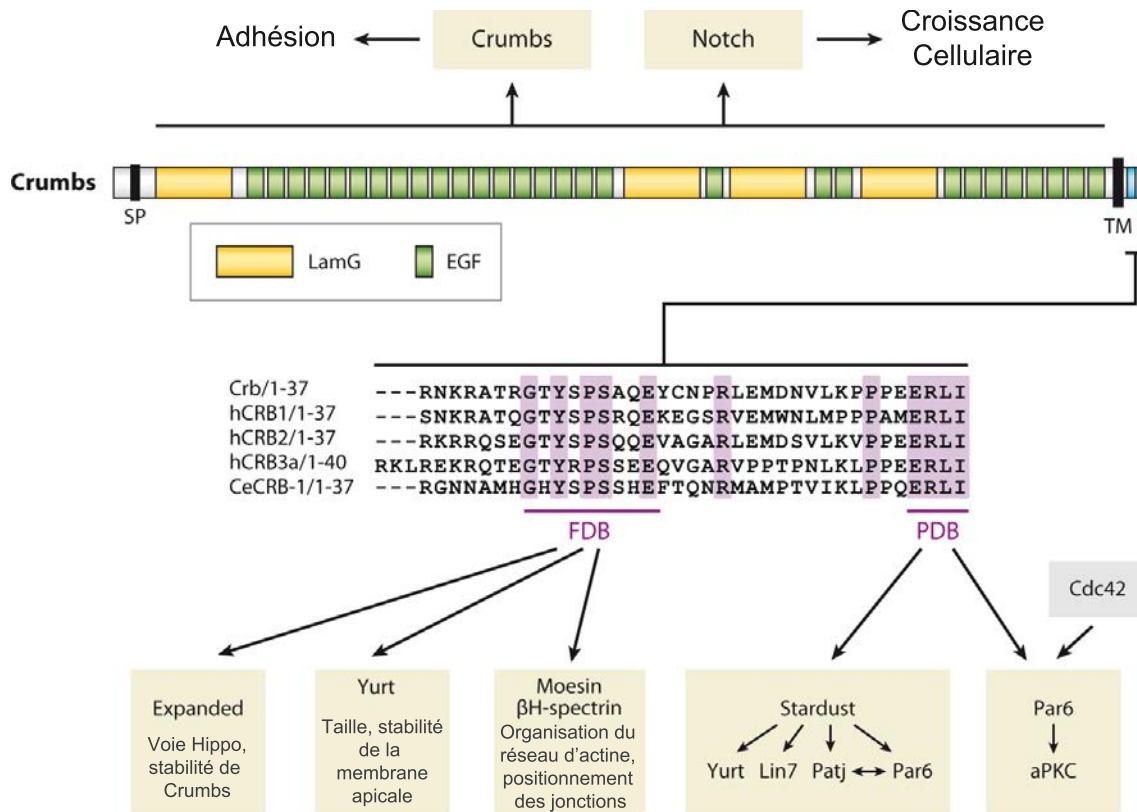 Adhésion
Crumbs
Notch
Croissance
Cellulaire
Crumbs
SP
TM
LamG
EGF
Crb/1-37
---RNKRATRGTYSPSAQEYCNPRLEMDNVLKPPPEERLI
hCRB1/1-37
---SNKRATQGTYSPSRQEKEGSRVEMWNLMPPPAMERLI
hCRB2/1-37
---RKRRQSEGTYSPSQQEVAGARLEMDSVLKVPPEERLI
hCRB3a/1-40
RKLREKRQTEGTYRPSSEEQVGARVPPTPNLKLPPEERLI
CeCRB-1/1-37
---RGNNAMHGHYSPSSHEFTQNRMAMPTVIKLPPQERLI
FDB
PDB
Cdc42
Expanded
Voie Hippo,
stabilité de
Crumbs
Yurt
Taille, stabilité
de la
membrane
apicale
Moesin
βH-spectrin
Organisation du
réseau d'actine,
positionnement
des jonctions
Stardust
Yurt Lin7 Patj Par6
Par6
aPKC